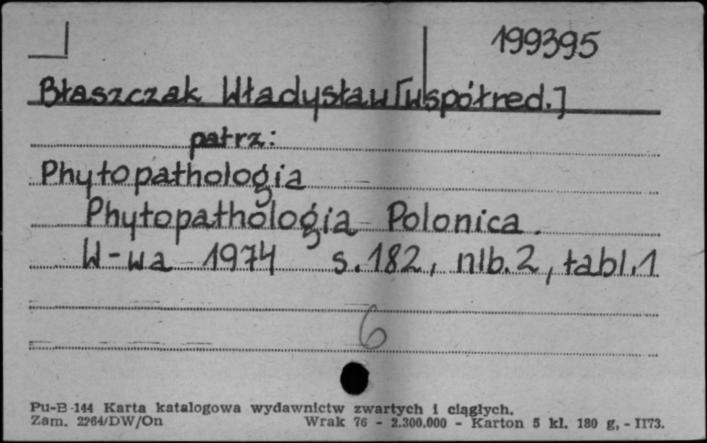 199395
Błaszczak Władysław [współred.]
patrz:
Phytopathologia
Phytopathologia Polonica.
W-wa 1974 s. 182, nlb. 2, tabl. 1
6
Pu-B-144 Karta katalogowa wydawnictw zwartych i ciągłych.
Zam. 2264/DW/On Wrak 76 - 2.300.000 - Karton 5 kl. 180 g, - II73.